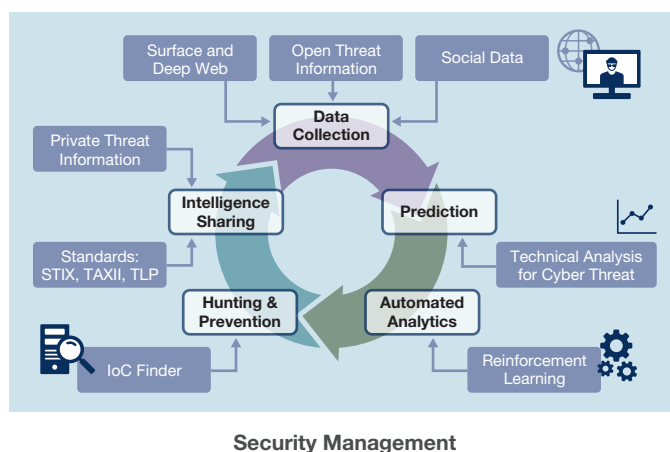 Surface and
Deep Web
Open Threat
Information
Social Data
Data
Collection
Private Threat
Information
Intelligence
Sharing
Prediction
Standards:
STIX, TAXII, TLP
Technical Analysis
for Cyber Threat
Hunting &
Prevention
Automated
Analytics
IoC Finder
Reinforcement
Learning
Security Management